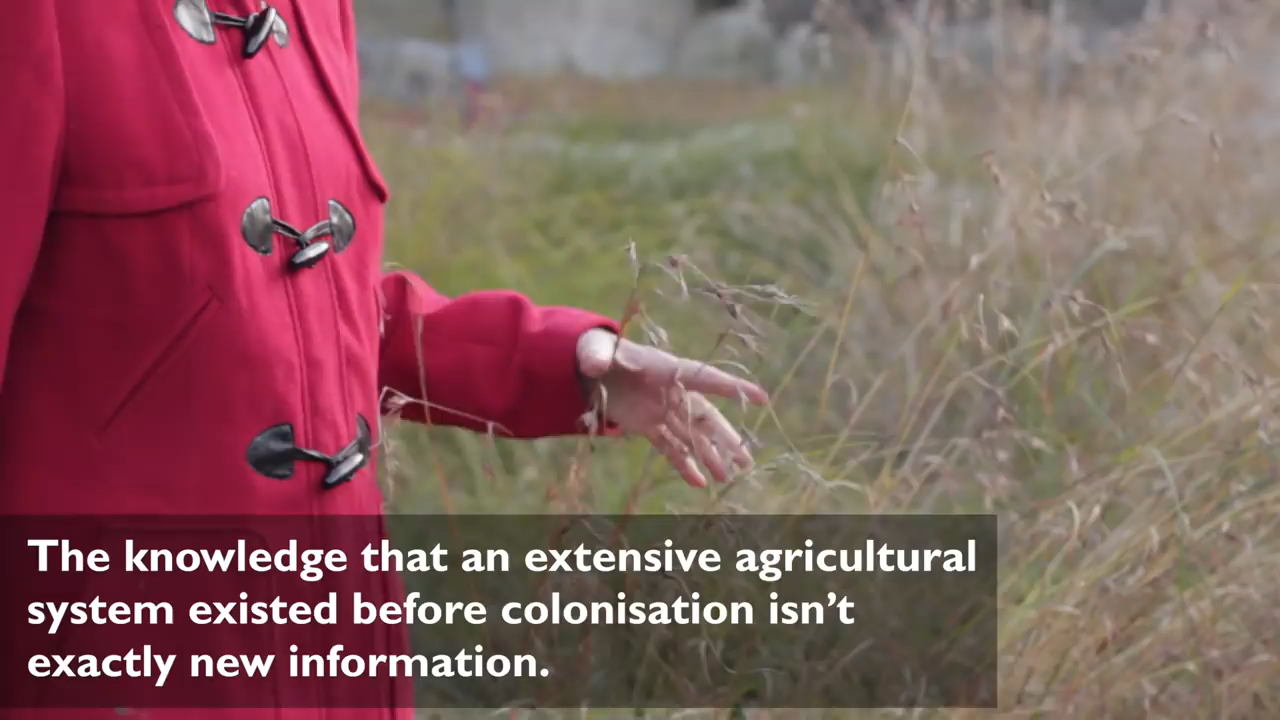 The knowledge that an extensive agricultural
system existed before colonisation isn’t
exactly new information.